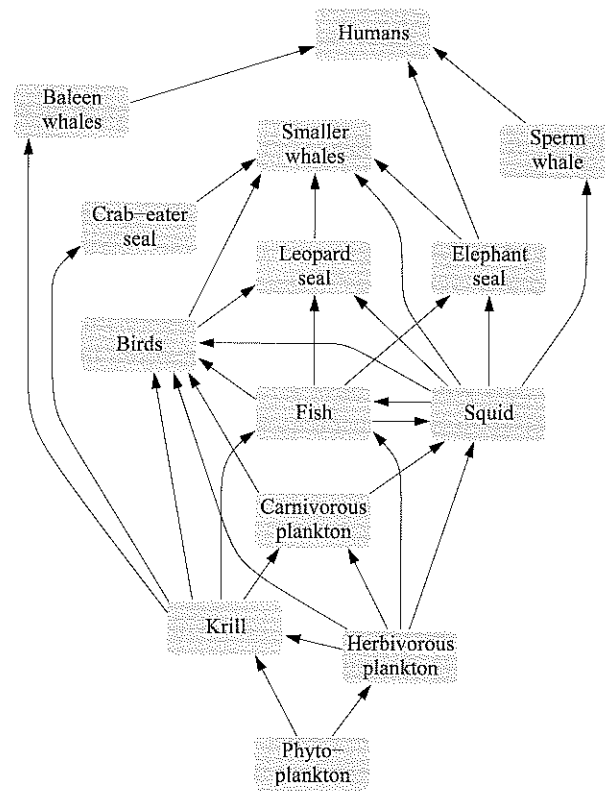 Humans
Baleen
whales
Smaller
whales
Sperm
whale
Crab-eater
seal
Leopard
seal
Elephant
seal
Birds
Fish
Squid
Carnivorous
plankton
Krill
Herbivorous
plankton
Phyto-
plankton